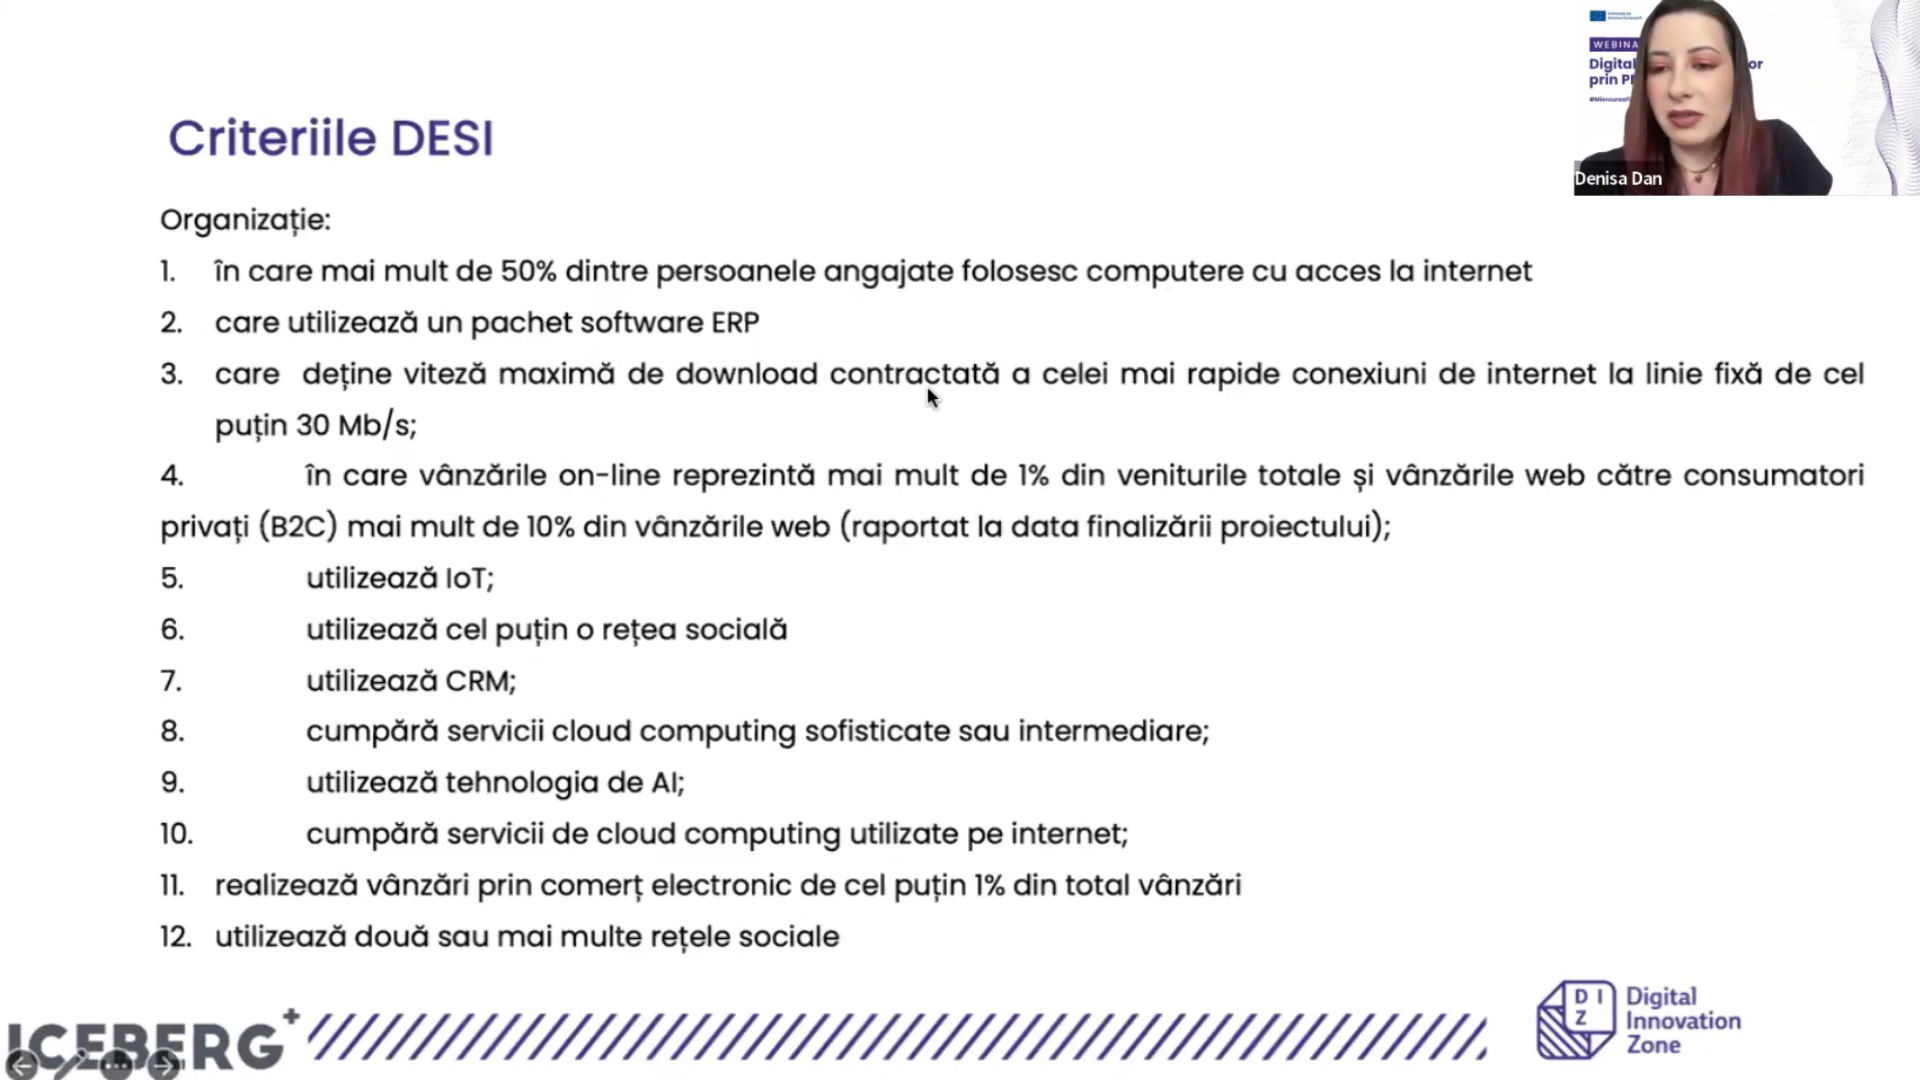 WEBINA
Digital or
prin P
Denisa Dan
Criteriile DESI
Organizație:
1. în care mai mult de 50% dintre persoanele angajate folosesc computere cu acces la internet
2. care utilizează un pachet software ERP
3. care deține viteză maximă de download contractată a celei mai rapide conexiuni de internet la linie fixă de cel
puțin 30 Mb/s;
4. în care vânzările on-line reprezintă mai mult de 1% din veniturile totale și vânzările web către consumatori
privați (B2C) mai mult de 10% din vânzările web (raportat la data finalizării proiectului);
5. utilizează IoT;
6. utilizează cel puțin o rețea socială
7. utilizează CRM;
8. cumpără servicii cloud computing sofisticate sau intermediare;
9. utilizează tehnologia de AI;
10. cumpără servicii de cloud computing utilizate pe internet;
11. realizează vânzări prin comerț electronic de cel puțin 1% din total vânzări
12. utilizează două sau mai multe rețele sociale
ICEBERG+
DIZ
Digital
Innovation
Zone